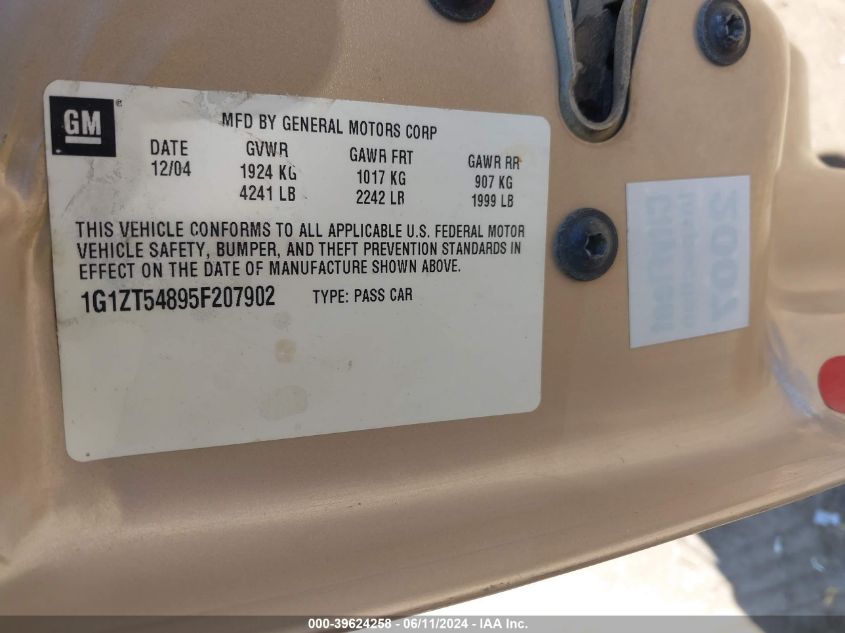 GM
MFD BY GENERAL MOTORS CORP
DATE GVWR GAWR FRT GAWR RR
12/04 1924 KG 1017 KG 907 KG
4241 LB 2242 LR 1999 LB
THIS VEHICLE CONFORMS TO ALL APPLICABLE U.S. FEDERAL MOTOR
VEHICLE SAFETY, BUMPER, AND THEFT PREVENTION STANDARDS IN
EFFECT ON THE DATE OF MANUFACTURE SHOWN ABOVE.
1G1ZT54895F207902 TYPE: PASS CAR
2007
000-39624258 - 06/11/2024 - IAA Inc.